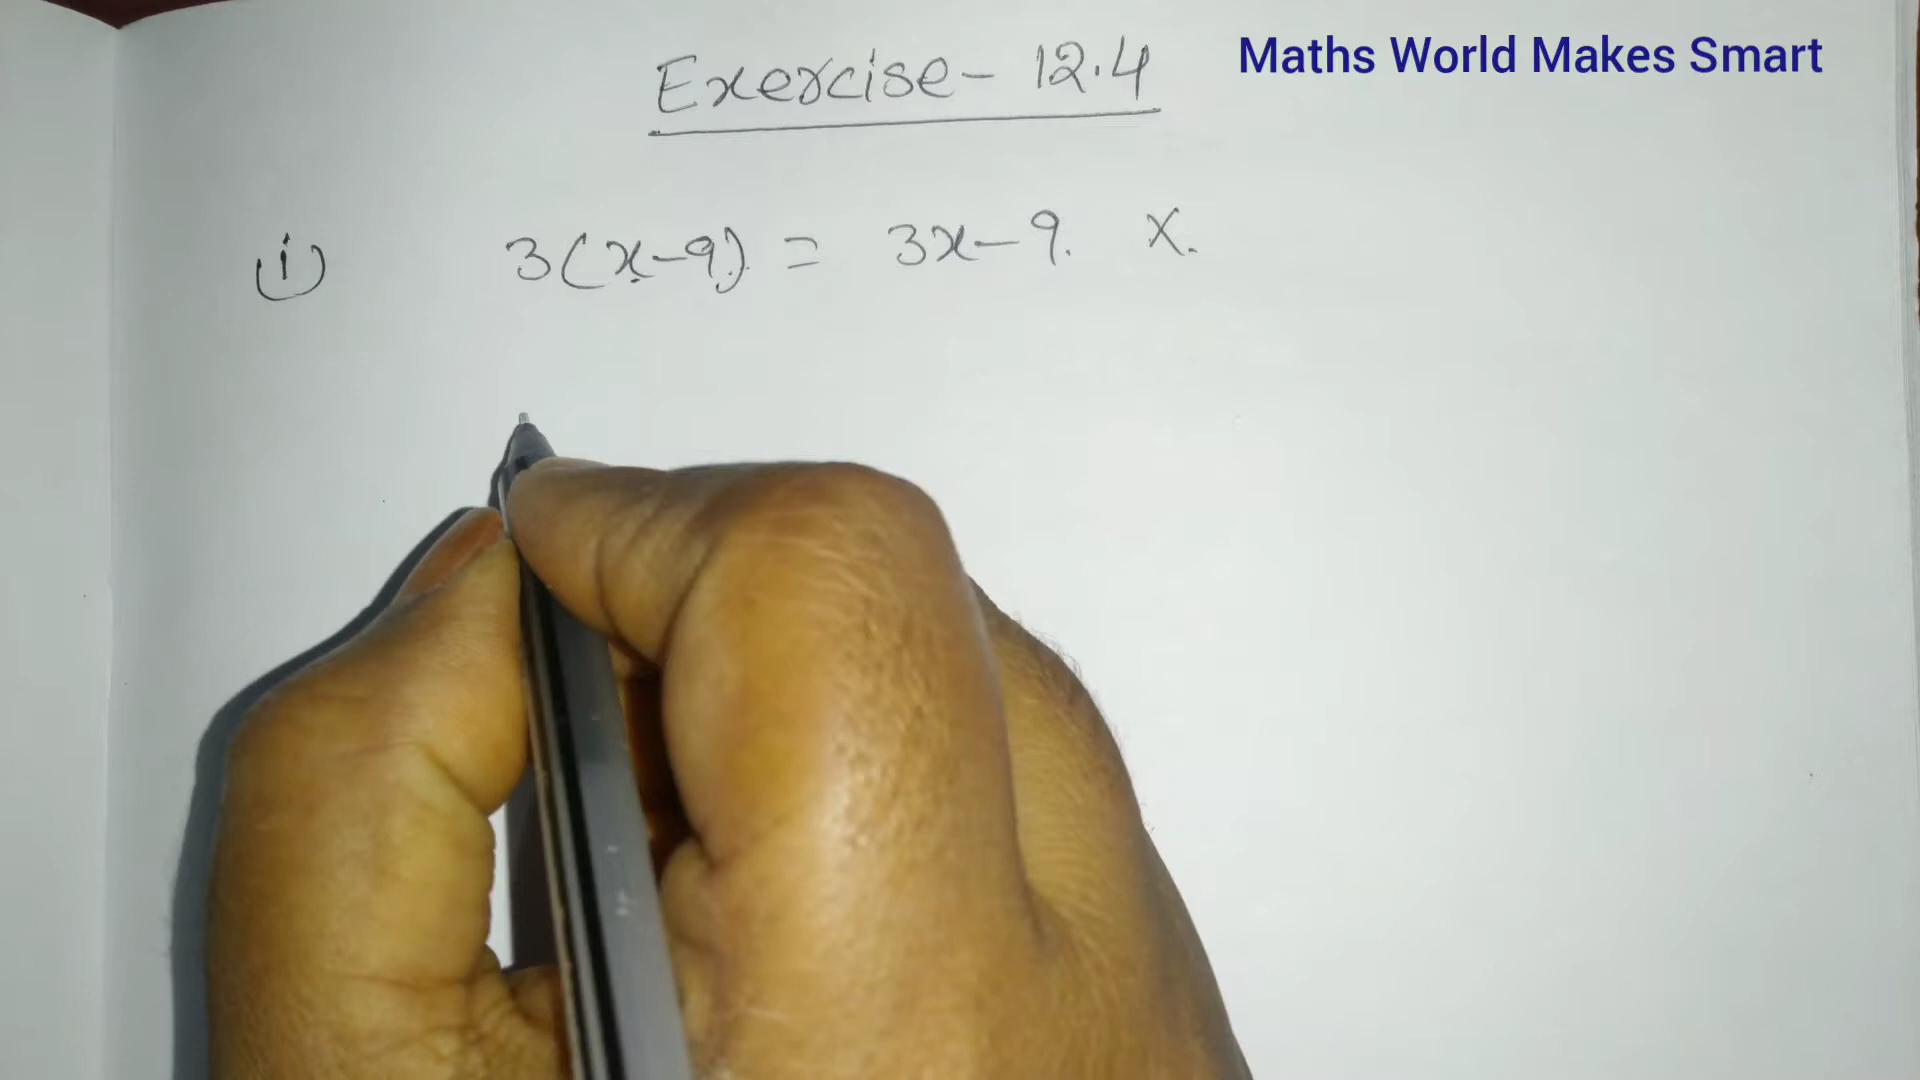 Exercise - 12.4
Maths World Makes Smart
(i) 3(x-9) = 3x-9. X.